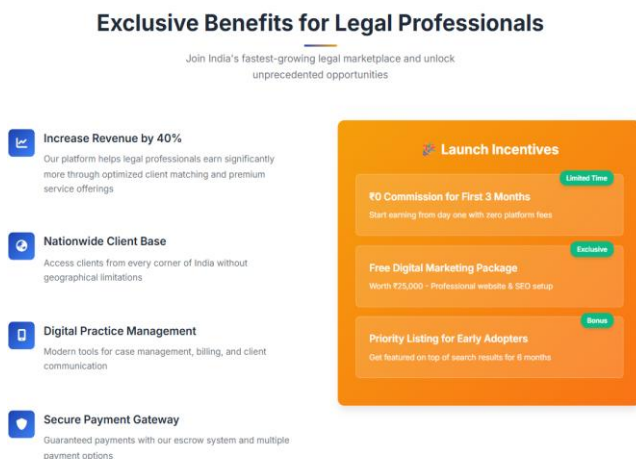 Exclusive Benefits for Legal Professionals
Join India's fastest-growing legal marketplace and unlock
unprecedented opportunities
Increase Revenue by 40%
Our platform helps legal professionals earn significantly
more through optimized client matching and premium
service offerings
Nationwide Client Base
Access clients from every corner of India without
geographical limitations
Digital Practice Management
Modern tools for case management, billing, and client
communication
Secure Payment Gateway
Guaranteed payments with our escrow system and multiple
payment options
🎉 Launch Incentives
Limited Time
₹0 Commission for First 3 Months
Start earning from day one with zero platform fees
Exclusive
Free Digital Marketing Package
Worth ₹25,000 - Professional website & SEO setup
Bonus
Priority Listing for Early Adopters
Get featured on top of search results for 6 months